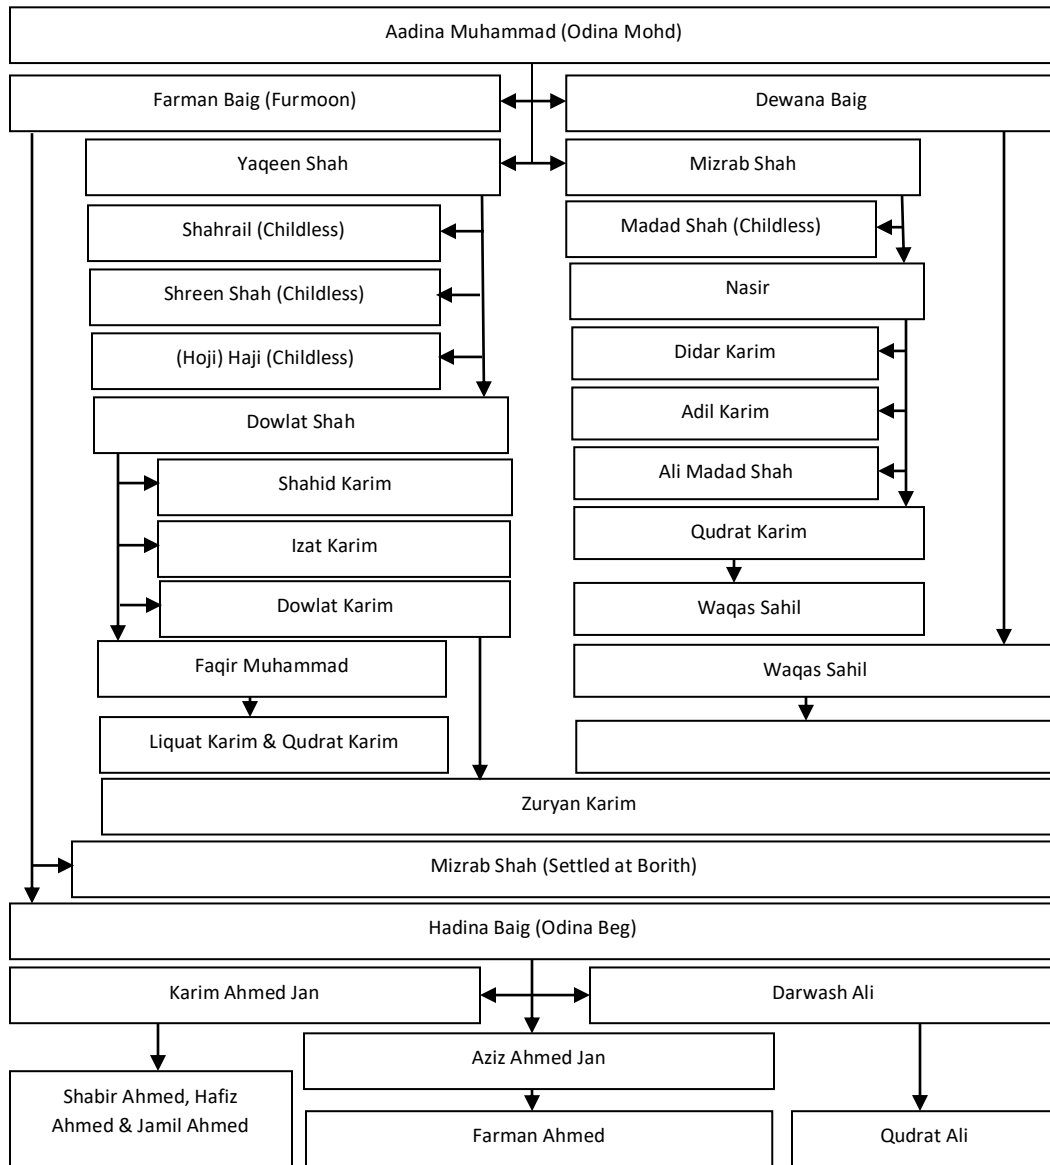 Aadina Muhammad (Odina Mohd)
Farman Baig (Furmoon)
Dewana Baig
Yaqeen Shah
Mizrab Shah
Shahrail (Childless)
Madad Shah (Childless)
Shreen Shah (Childless)
Nasir
(Hoji) Haji (Childless)
Didar Karim
Dowlat Shah
Adil Karim
Shahid Karim
Ali Madad Shah
Izat Karim
Qudrat Karim
Dowlat Karim
Waqas Sahil
Faqir Muhammad
Waqas Sahil
Liquat Karim & Qudrat Karim
Zuryan Karim
Mizrab Shah (Settled at Borith)
Hadina Baig (Odina Beg)
Karim Ahmed Jan
Darwash Ali
Aziz Ahmed Jan
Shabir Ahmed, Hafiz
Ahmed & Jamil Ahmed
Farman Ahmed
Qudrat Ali